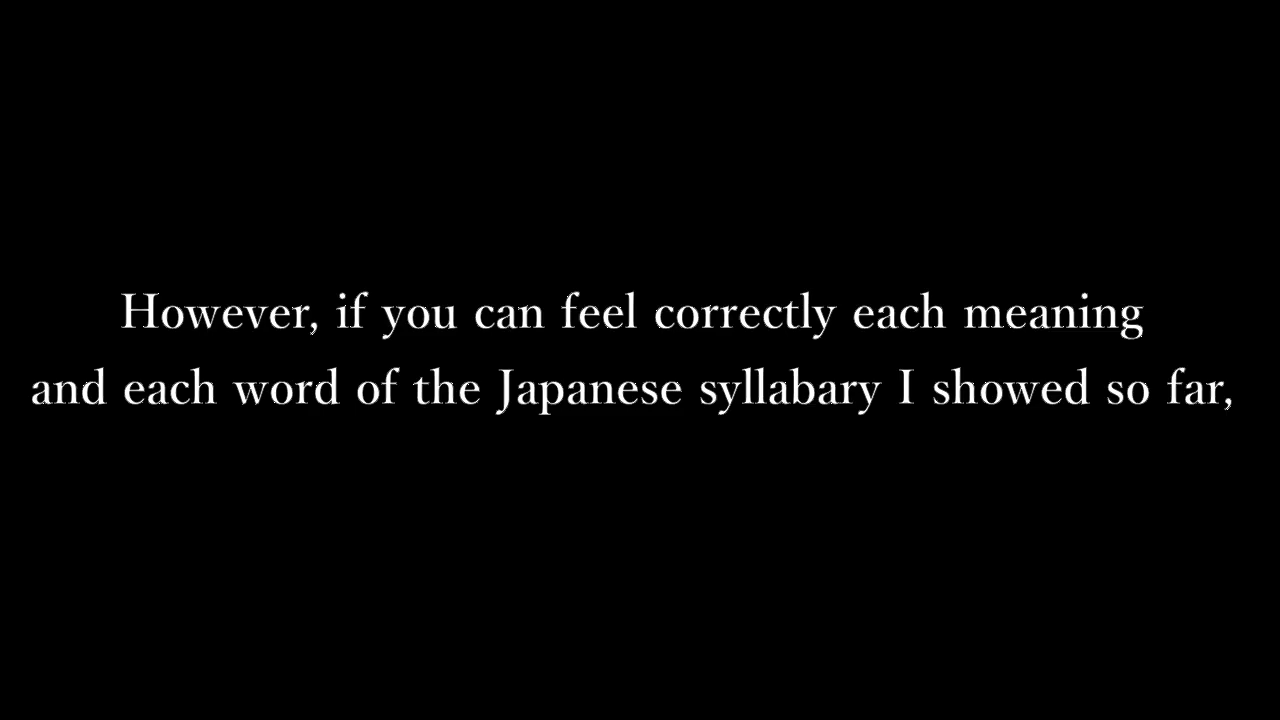 However, if you can feel correctly each meaning
and each word of the Japanese syllabary I showed so far,